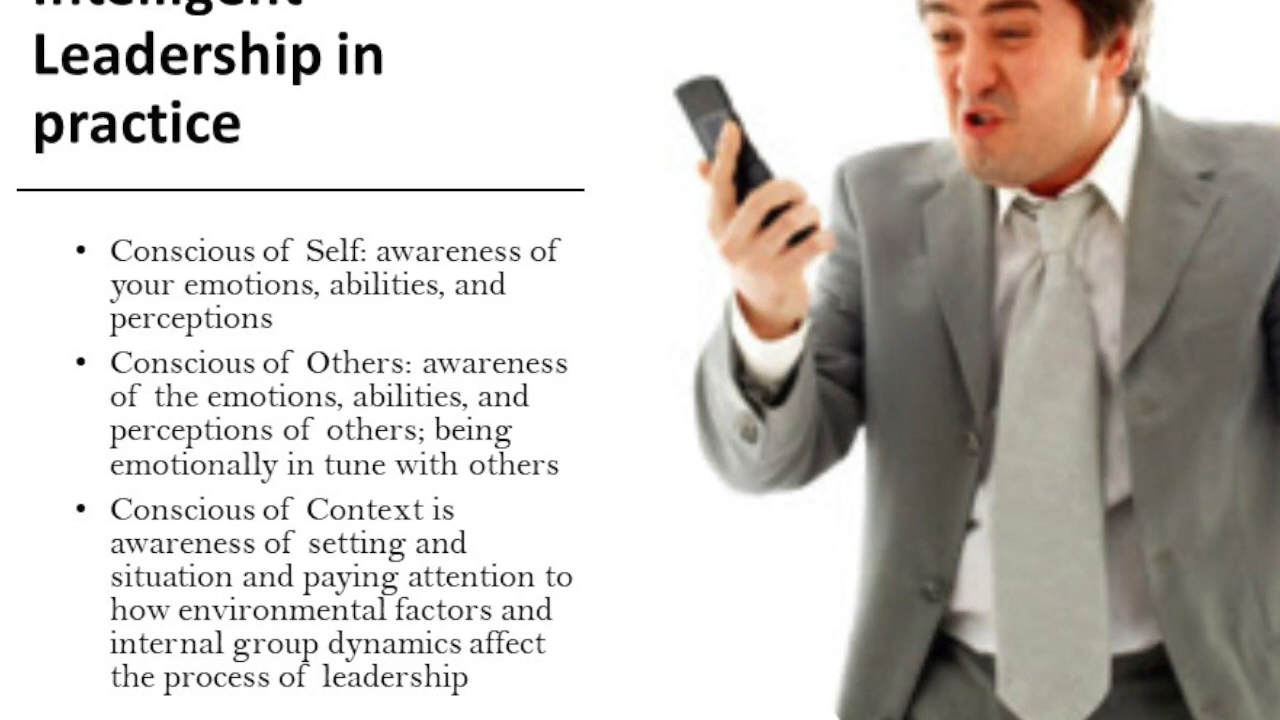 Intelligent
Leadership in
practice
• Conscious of Self: awareness of
your emotions, abilities, and
perceptions
• Conscious of Others: awareness
of the emotions, abilities, and
perceptions of others; being
emotionally in tune with others
• Conscious of Context is
awareness of setting and
situation and paying attention to
how environmental factors and
internal group dynamics affect
the process of leadership